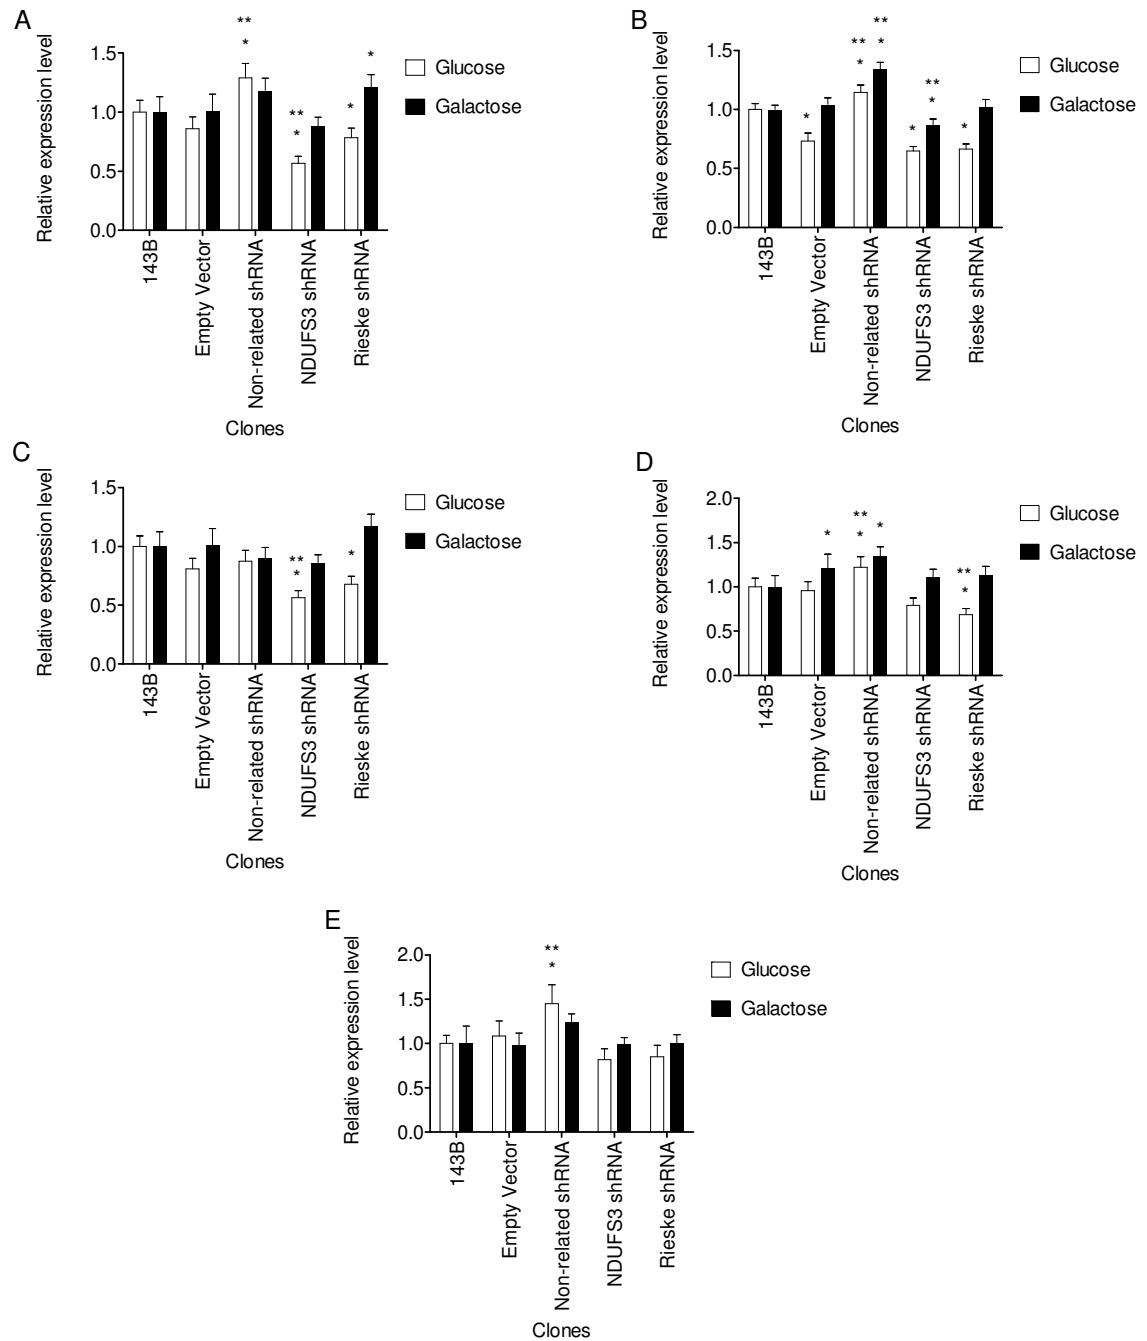 A
Relative expression level
1.5
1.0
0.5
0.0
**
*
**
*
*
*
Glucose
Galactose
143B
Empty Vector
Non-related shRNA
NDUFS3 shRNA
Rieske shRNA
Clones
B
Relative expression level
1.5
1.0
0.5
0.0
*
**
*
**
*
*
**
*
*
Glucose
Galactose
143B
Empty Vector
Non-related shRNA
NDUFS3 shRNA
Rieske shRNA
Clones
C
Relative expression level
1.5
1.0
0.5
0.0
**
*
*
Glucose
Galactose
143B
Empty Vector
Non-related shRNA
NDUFS3 shRNA
Rieske shRNA
Clones
D
Relative expression level
2.0
1.5
1.0
0.5
0.0
*
**
*
*
**
*
Glucose
Galactose
143B
Empty Vector
Non-related shRNA
NDUFS3 shRNA
Rieske shRNA
Clones
E
Relative expression level
2.0
1.5
1.0
0.5
0.0
**
*
Glucose
Galactose
143B
Empty Vector
Non-related shRNA
NDUFS3 shRNA
Rieske shRNA
Clones